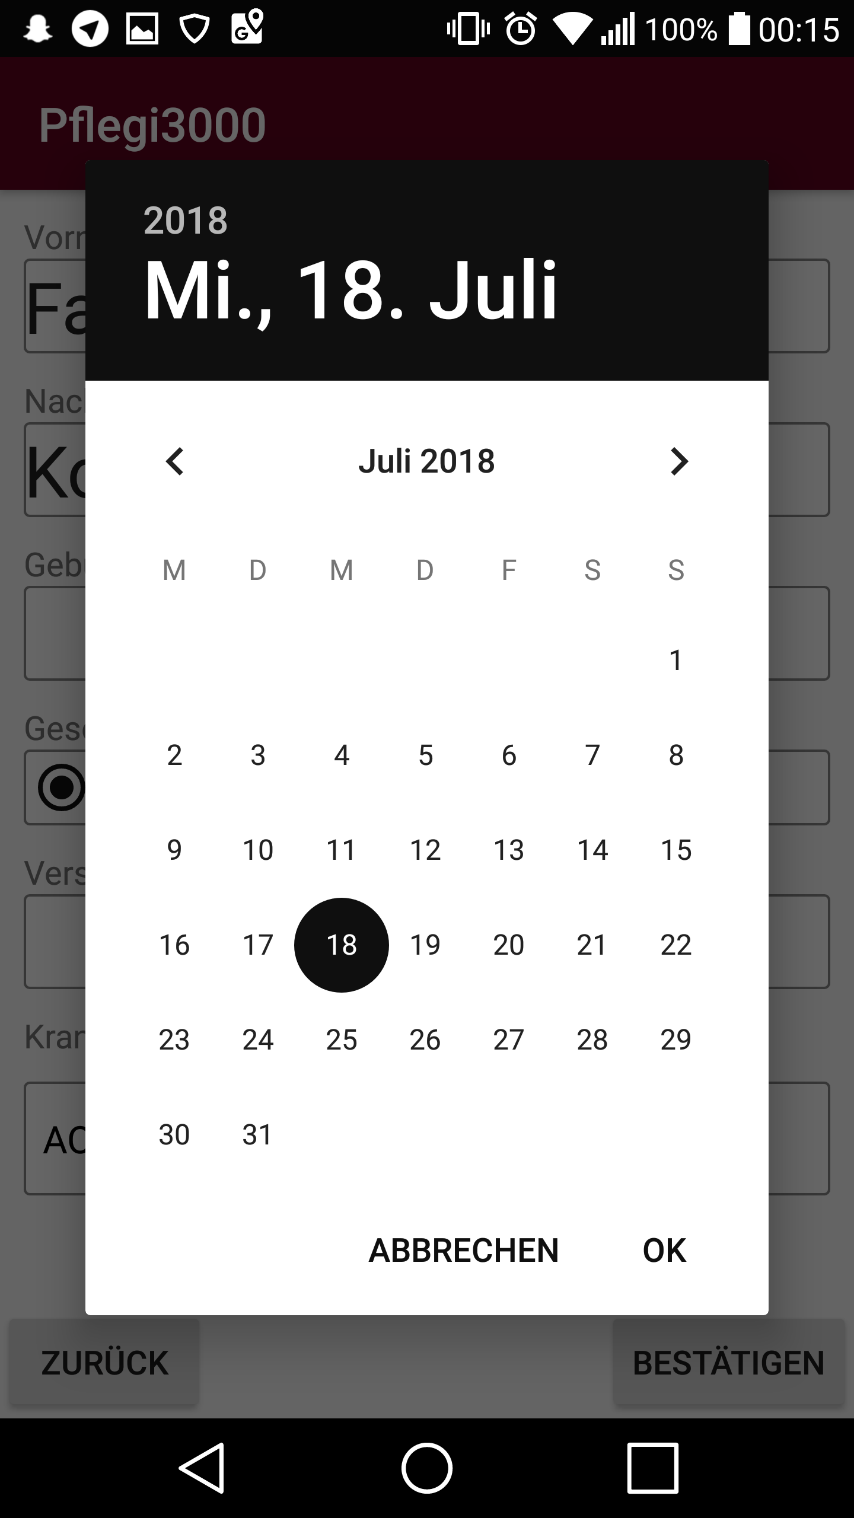 100% 00:15
Pflegi3000
2018
Mi., 18. Juli
Juli 2018
M D M D F S S
1
2 3 4 5 6 7 8
9 10 11 12 13 14 15
16 17 18 19 20 21 22
23 24 25 26 27 28 29
30 31
ABBRECHEN OK
ZURÜCK BESTÄTIGEN